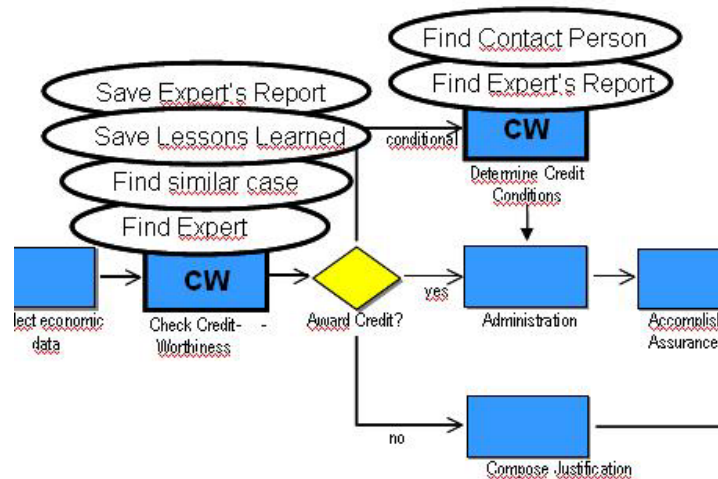 Find Contact Person
Find Expert's Report
CW
Determine Credit
Conditions
Save Expert's Report
Save Lessons Learned
Find similar case
Find Expert
CW
conditional
lect economic
data
Check Credit- -
Worthiness
Award Credit?
yes
Administration
Accomplish
Assurance
no
Compose Justification